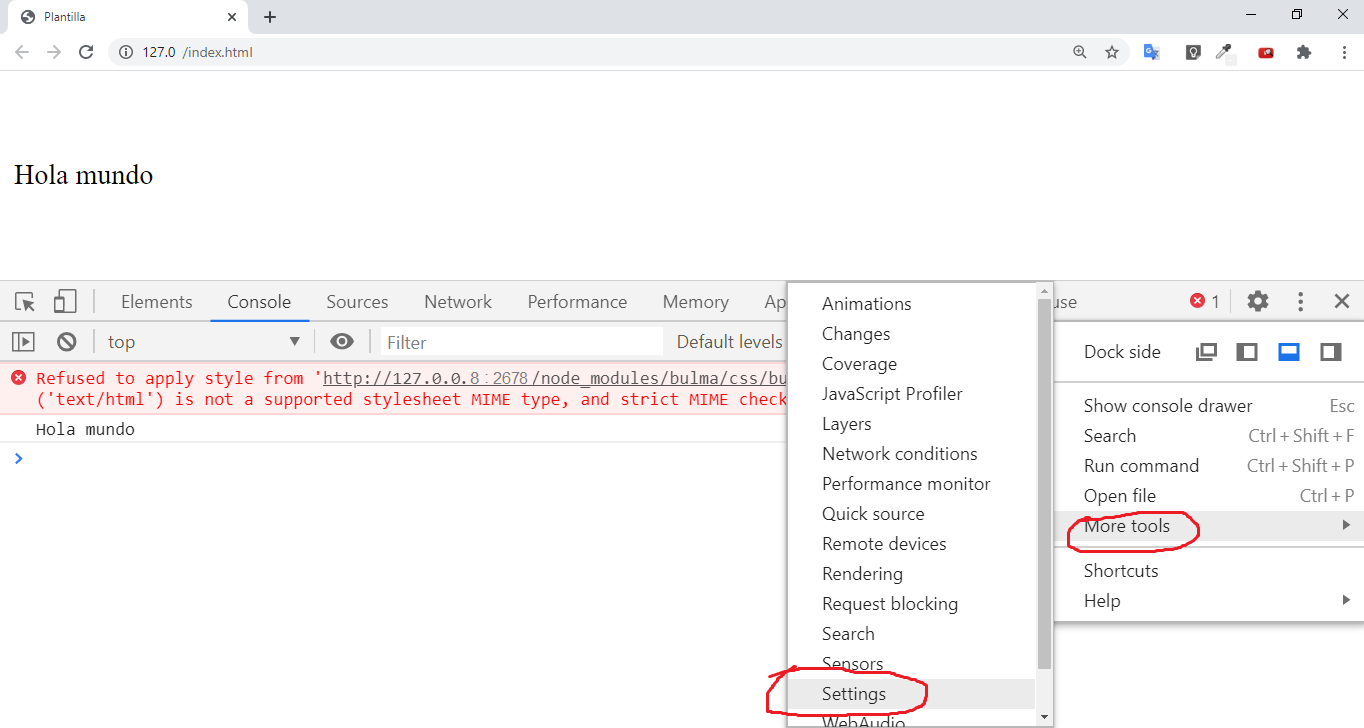 Plantilla
127.0 /index.html
Hola mundo
Elements Console Sources Network Performance Memory Ap use 1
top Filter Default levels
Refused to apply style from 'http://127.0.0.8:2678/node_modules/bulma/css/bu
('text/html') is not a supported stylesheet MIME type, and strict MIME check
Hola mundo
Animations
Changes
Coverage
JavaScript Profiler
Layers
Network conditions
Performance monitor
Quick source
Remote devices
Rendering
Request blocking
Search
Sensors
Settings
WebAudio
Dock side
Show console drawer Esc
Search Ctrl + Shift + F
Run command Ctrl + Shift + P
Open file Ctrl + P
More tools
Shortcuts
Help